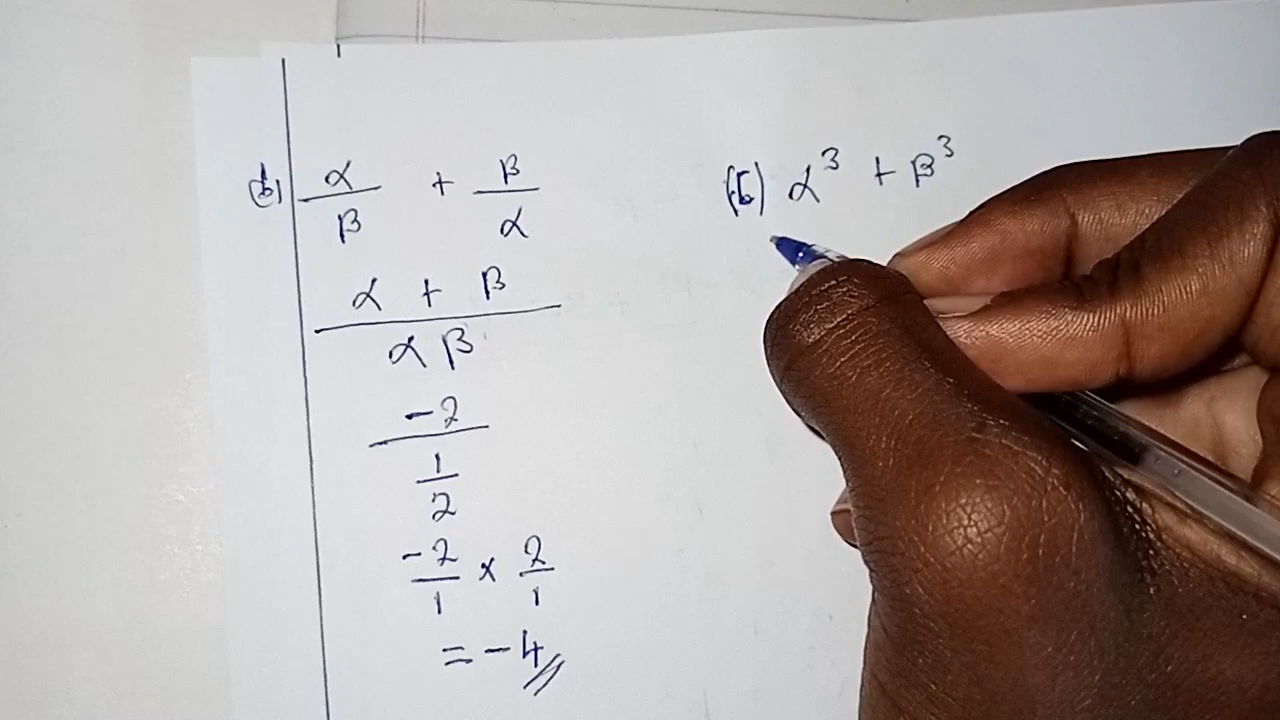 (b) α/β + β/α
α + β / αβ
-2 / 1/2
-2/1 × 2/1
= -4
α³ + β³